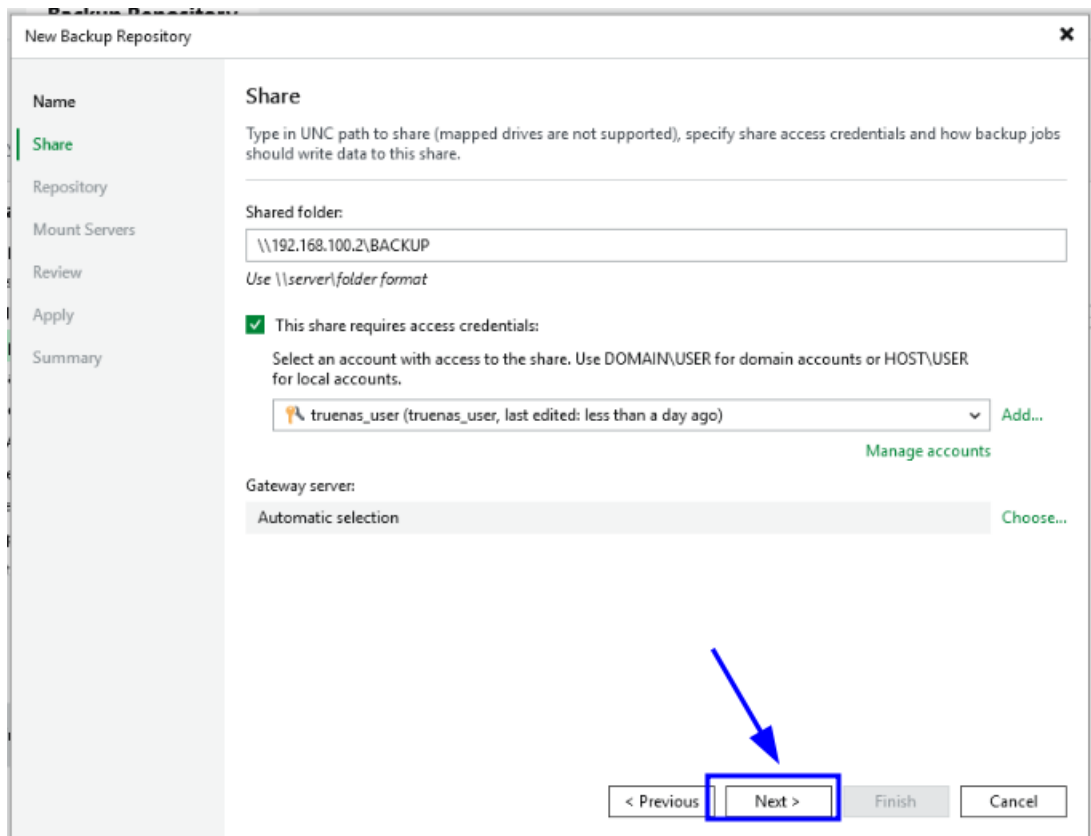 Backup Repository
New Backup Repository
Name
Share
Repository
Mount Servers
Review
Apply
Summary
Share
Type in UNC path to share (mapped drives are not supported), specify share access credentials and how backup jobs
should write data to this share.
Shared folder:
\\192.168.100.2\BACKUP
Use \\server\folder format
This share requires access credentials:
Select an account with access to the share. Use DOMAIN\USER for domain accounts or HOST\USER
for local accounts.
truenas_user (truenas_user, last edited: less than a day ago)
Add...
Manage accounts
Gateway server:
Automatic selection
Choose...
< Previous
Next >
Finish
Cancel